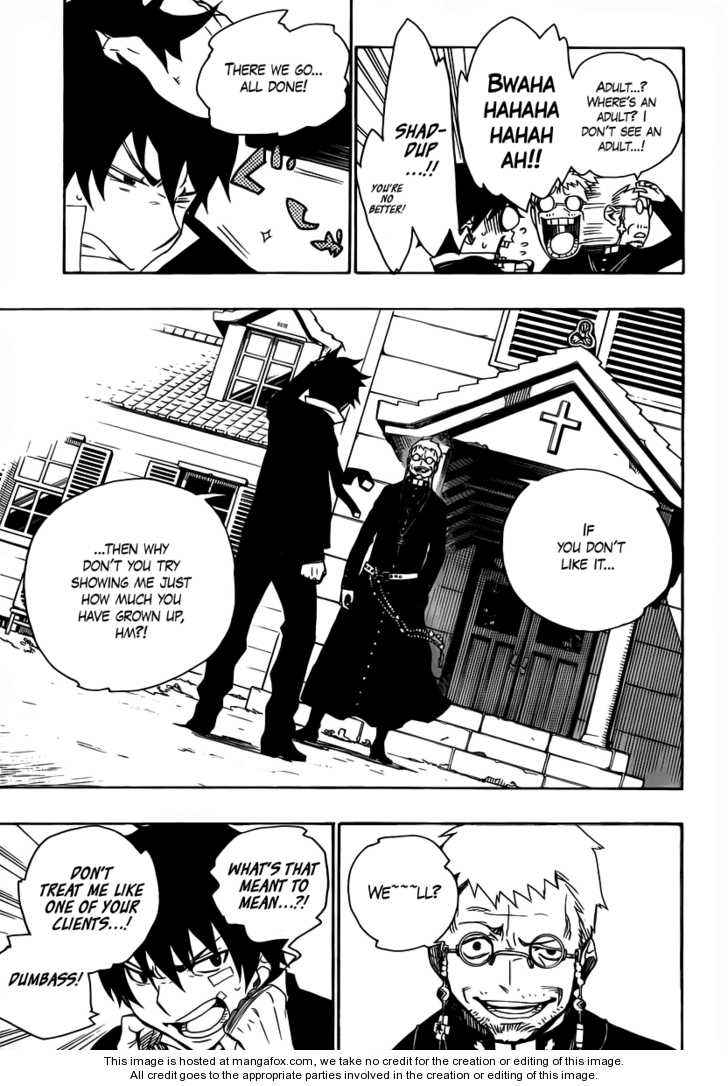 ADULT...?
WHERE'S AN
ADULT? I
DON'T SEE AN
ADULT...!
BWAHA
HAHAHA
HAHAH
AH!!
SHAD-
DUP
...!!
YOU'RE
NO
BETTER!
THERE WE GO...
ALL DONE!
IF
YOU DON'T
LIKE IT...
...THEN WHY
DON'T YOU TRY
SHOWING ME JUST
HOW MUCH YOU
HAVE GROWN UP,
HM?!
WE~~~LL?
WHAT'S THAT
MEANT TO
MEAN...?!
DON'T
TREAT ME LIKE
ONE OF YOUR
CLIENTS...!
DUMBASS!
This image is hosted at mangafox.com, we take no credit for the creation or editing of this image.
All credit goes to the appropriate parties involved in the creation or editing of this image.